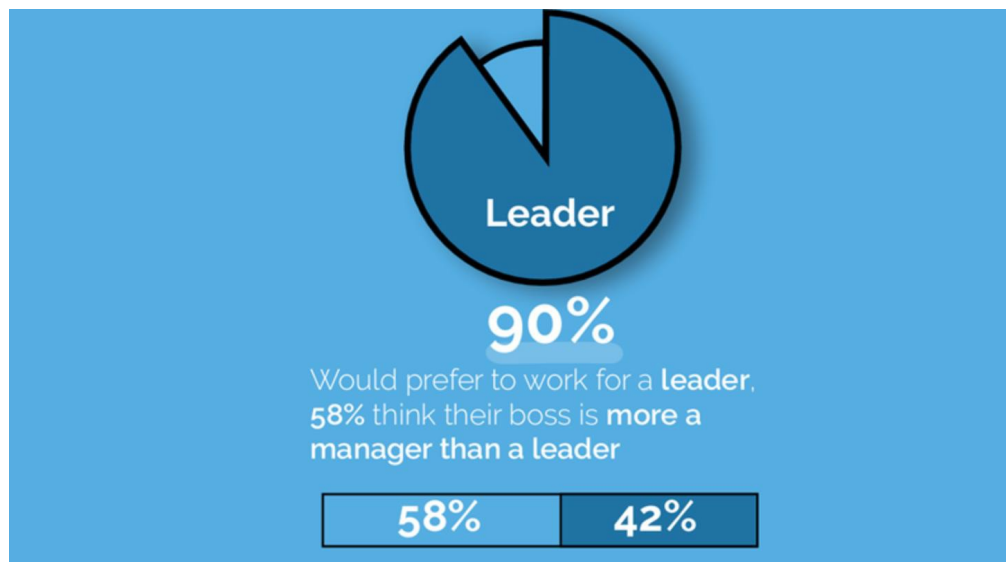 Leader
90%
Would prefer to work for a leader,
58% think their boss is more a
manager than a leader
58% 42%